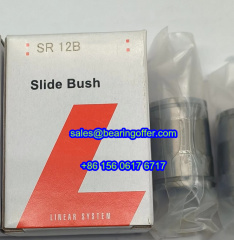 SR 12B
Slide Bush
sales@bearingoffer.com
+86 156 0617 6717
LINEAR SYSTEM